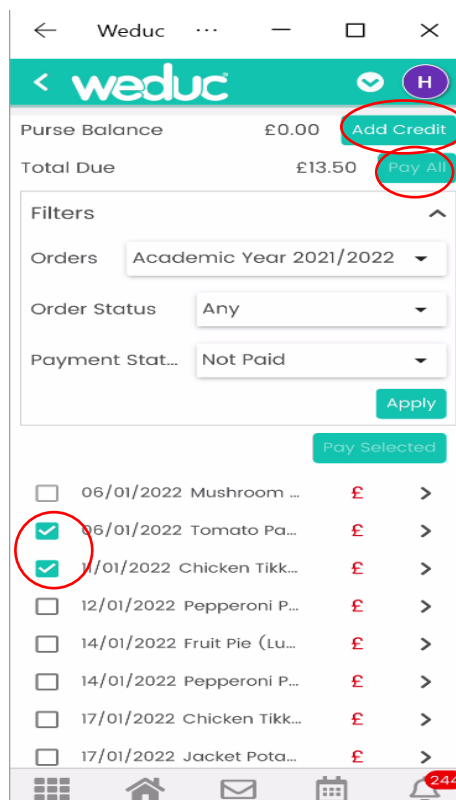 Weduc ...
weduc H
Purse Balance £0.00 Add Credit
Total Due £13.50 Pay All
Filters
Orders Academic Year 2021/2022
Order Status Any
Payment Stat... Not Paid
Apply
Pay Selected
06/01/2022 Mushroom ... £
06/01/2022 Tomato Pa... £
11/01/2022 Chicken Tikk... £
12/01/2022 Pepperoni P... £
14/01/2022 Fruit Pie (Lu... £
14/01/2022 Pepperoni P... £
17/01/2022 Chicken Tikk... £
17/01/2022 Jacket Pota... £
244